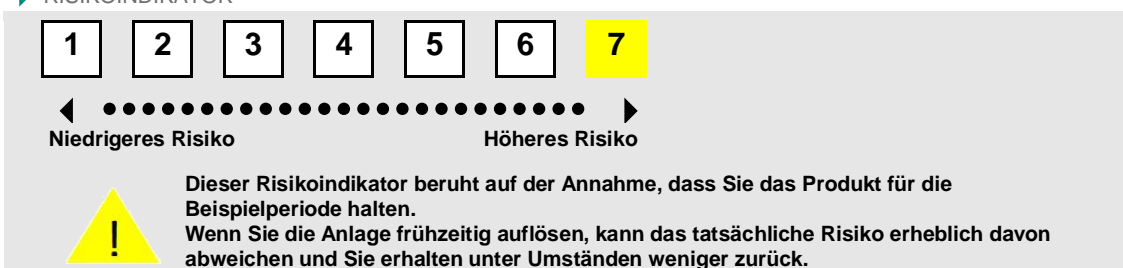 RISIKOINDIKATOR
1 2 3 4 5 6 7
Niedrigeres Risiko Höheres Risiko
Dieser Risikoindikator beruht auf der Annahme, dass Sie das Produkt für die
Beispielperiode halten.
Wenn Sie die Anlage frühzeitig auflösen, kann das tatsächliche Risiko erheblich davon
abweichen und Sie erhalten unter Umständen weniger zurück.